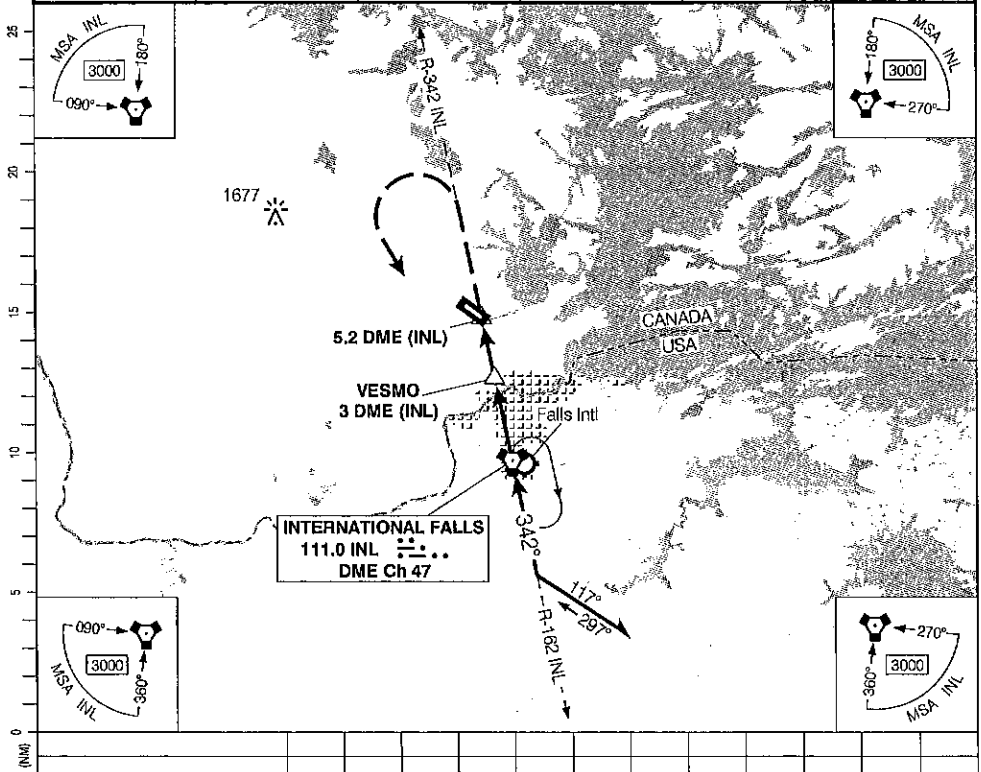 25
20
15
10
5
0
(NM)
MSA INL
180°
3000
090°
MSA INL
180°
3000
270°
R-342 INL
1677
5.2 DME (INL)
CANADA
USA
VESMO
3 DME (INL)
Falls Intl
INTERNATIONAL FALLS
111.0 INL
DME Ch 47
342°
117°
297°
R-162 INL
090°
3000
360°
MSA INL
270°
3000
360°
MSA INL